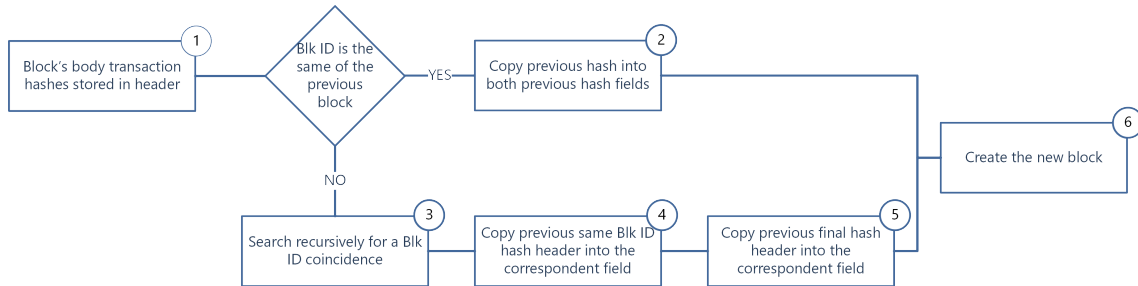 1
Block's body transaction
hashes stored in header
Blk ID is the
same of the
previous
block
YES
2
Copy previous hash into
both previous hash fields
NO
3
Search recursively for a Blk
ID coincidence
4
Copy previous same Blk ID
hash header into the
correspondent field
5
Copy previous final hash
header into the
correspondent field
6
Create the new block